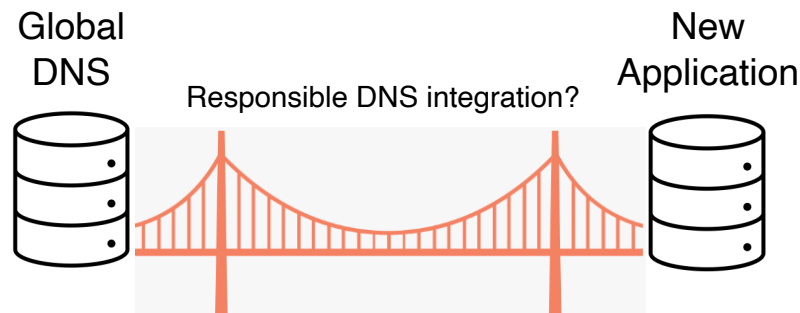 Global
DNS
New
Application
Responsible DNS integration?